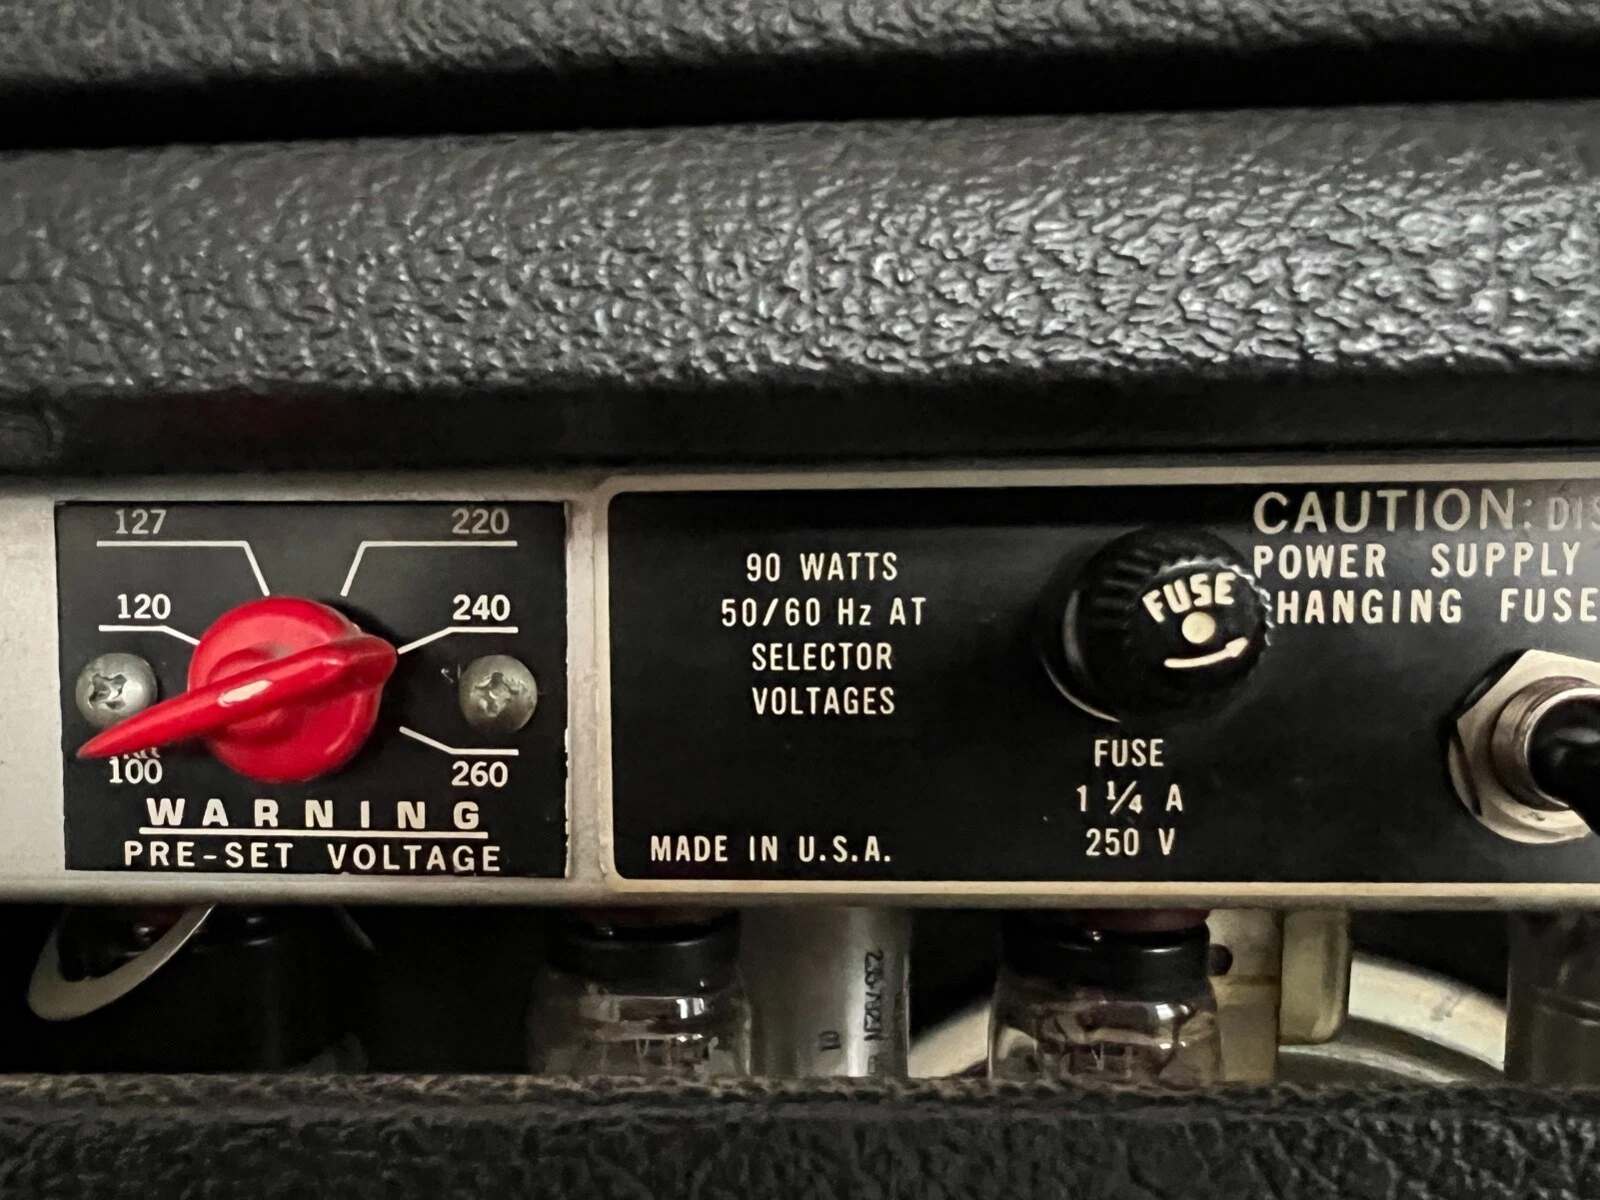 127
220
120
240
100
260
WARNING
PRE-SET VOLTAGE
90 WATTS
50/60 Hz AT
SELECTOR
VOLTAGES
MADE IN U.S.A.
FUSE
FUSE
1 1/4 A
250 V
CAUTION: DIS
POWER SUPPLY
HANGING FUSE